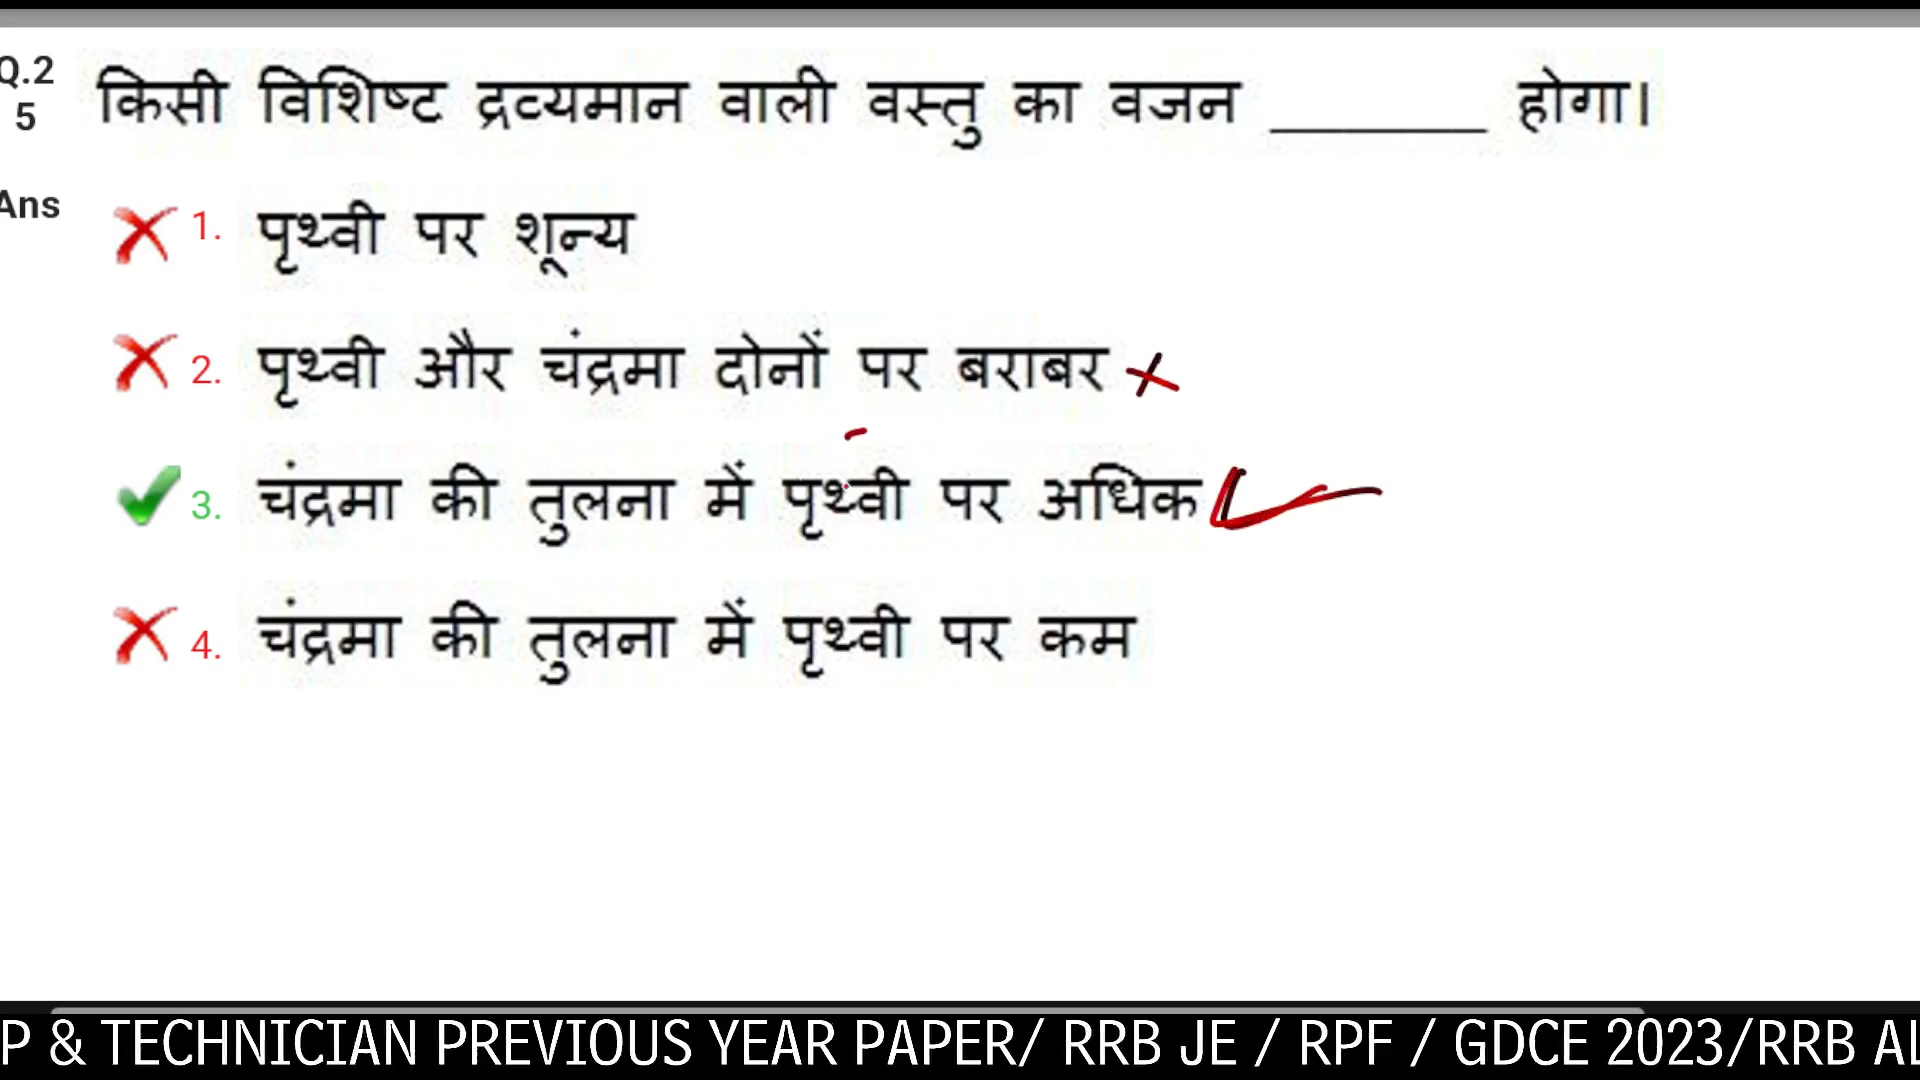 Q.2
5
किसी विशिष्ट द्रव्यमान वाली वस्तु का वजन ________ होगा।
Ans
1. पृथ्वी पर शून्य
2. पृथ्वी और चंद्रमा दोनों पर बराबर
3. चंद्रमा की तुलना में पृथ्वी पर अधिक
4. चंद्रमा की तुलना में पृथ्वी पर कम
P & TECHNICIAN PREVIOUS YEAR PAPER/ RRB JE / RPF / GDCE 2023/RRB AL